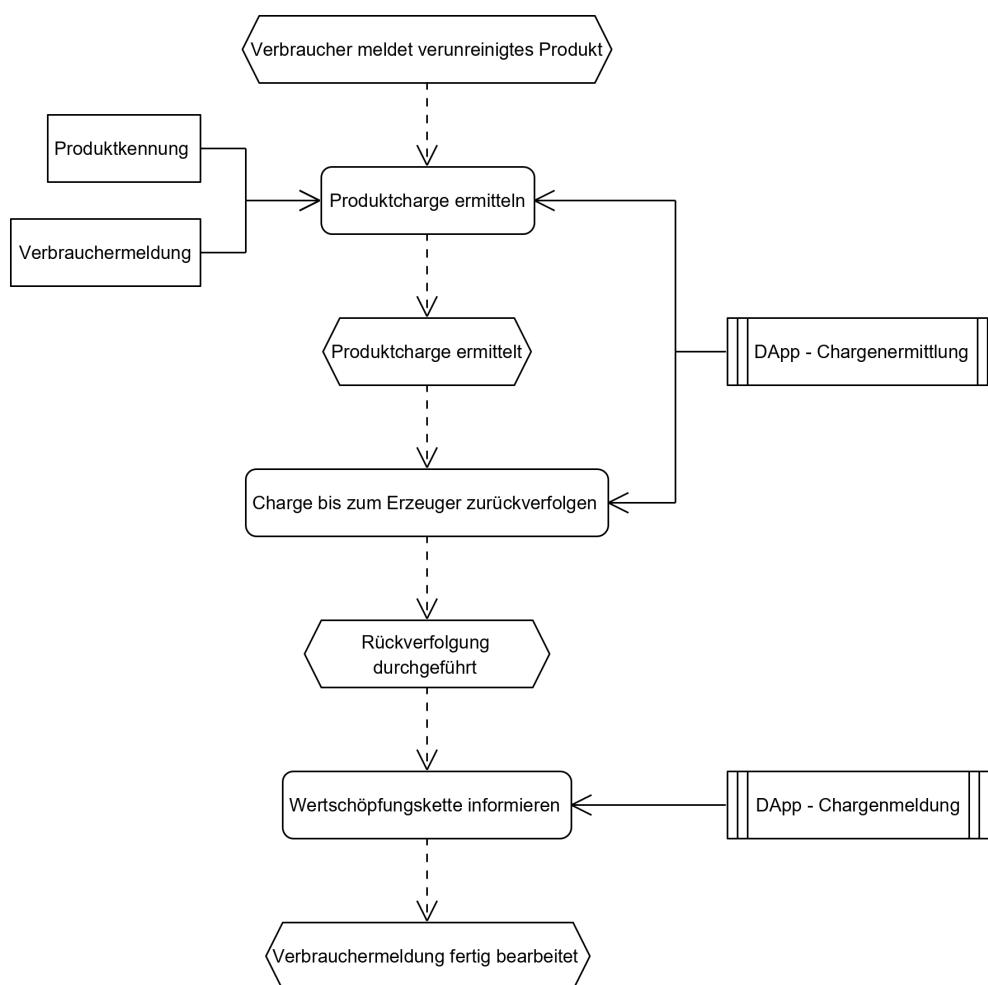 Verbraucher meldet verunreinigtes Produkt
Produktkennung
Produktcharge ermitteln
Verbrauchermeldung
Produktcharge ermittelt
DApp - Chargenermittlung
Charge bis zum Erzeuger zurückverfolgen
Rückverfolgung
durchgeführt
Wertschöpfungskette informieren
DApp - Chargenmeldung
Verbrauchermeldung fertig bearbeitet